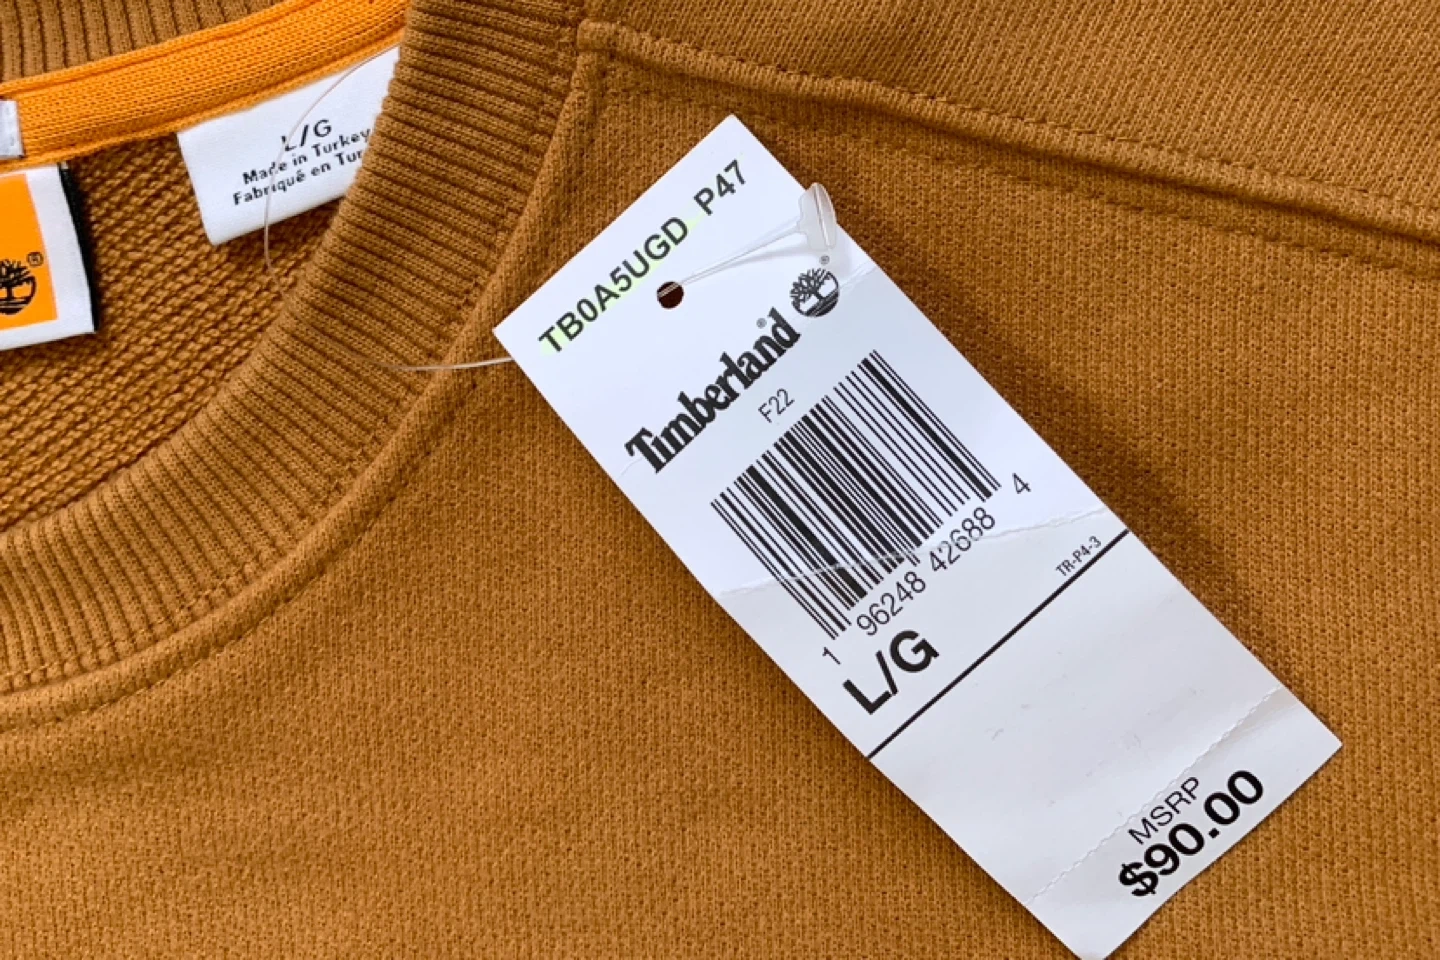 L/G
Made in Turkey
Fabriqué en Tur
®
TB0A5UGD P47
Timberland®
®
F22
1 96248 42688 4
TR-P4-3
L/G
MSRP
$90.00